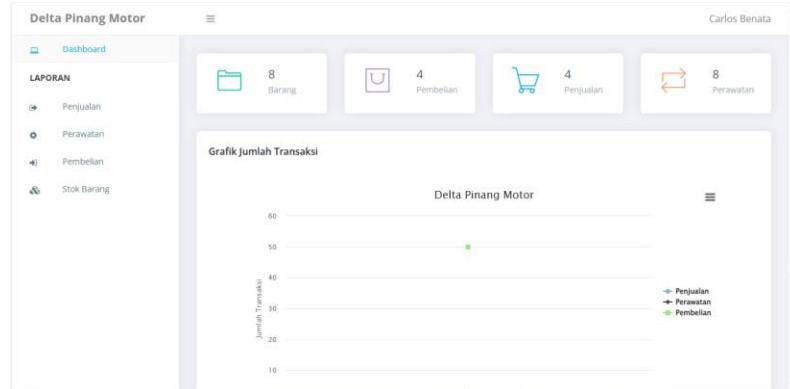 Delta Pinang Motor
Carlos Benata
Dashboard
LAPORAN
Penjualan
Perawatan
Pembelian
Stok Barang
8
Barang
4
Pembelian
4
Penjualan
8
Perawatan
Grafik Jumlah Transaksi
Delta Pinang Motor
60
50
40
30
20
10
Jumlah Transaksi
Penjualan
Perawatan
Pembelian